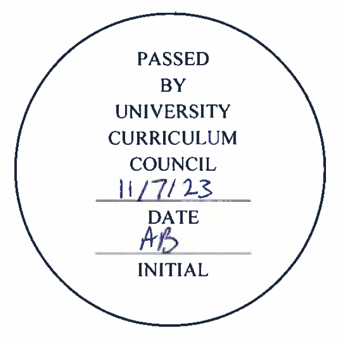 PASSED
BY
UNIVERSITY
CURRICULUM
COUNCIL
11/7/23
DATE
AB
INITIAL